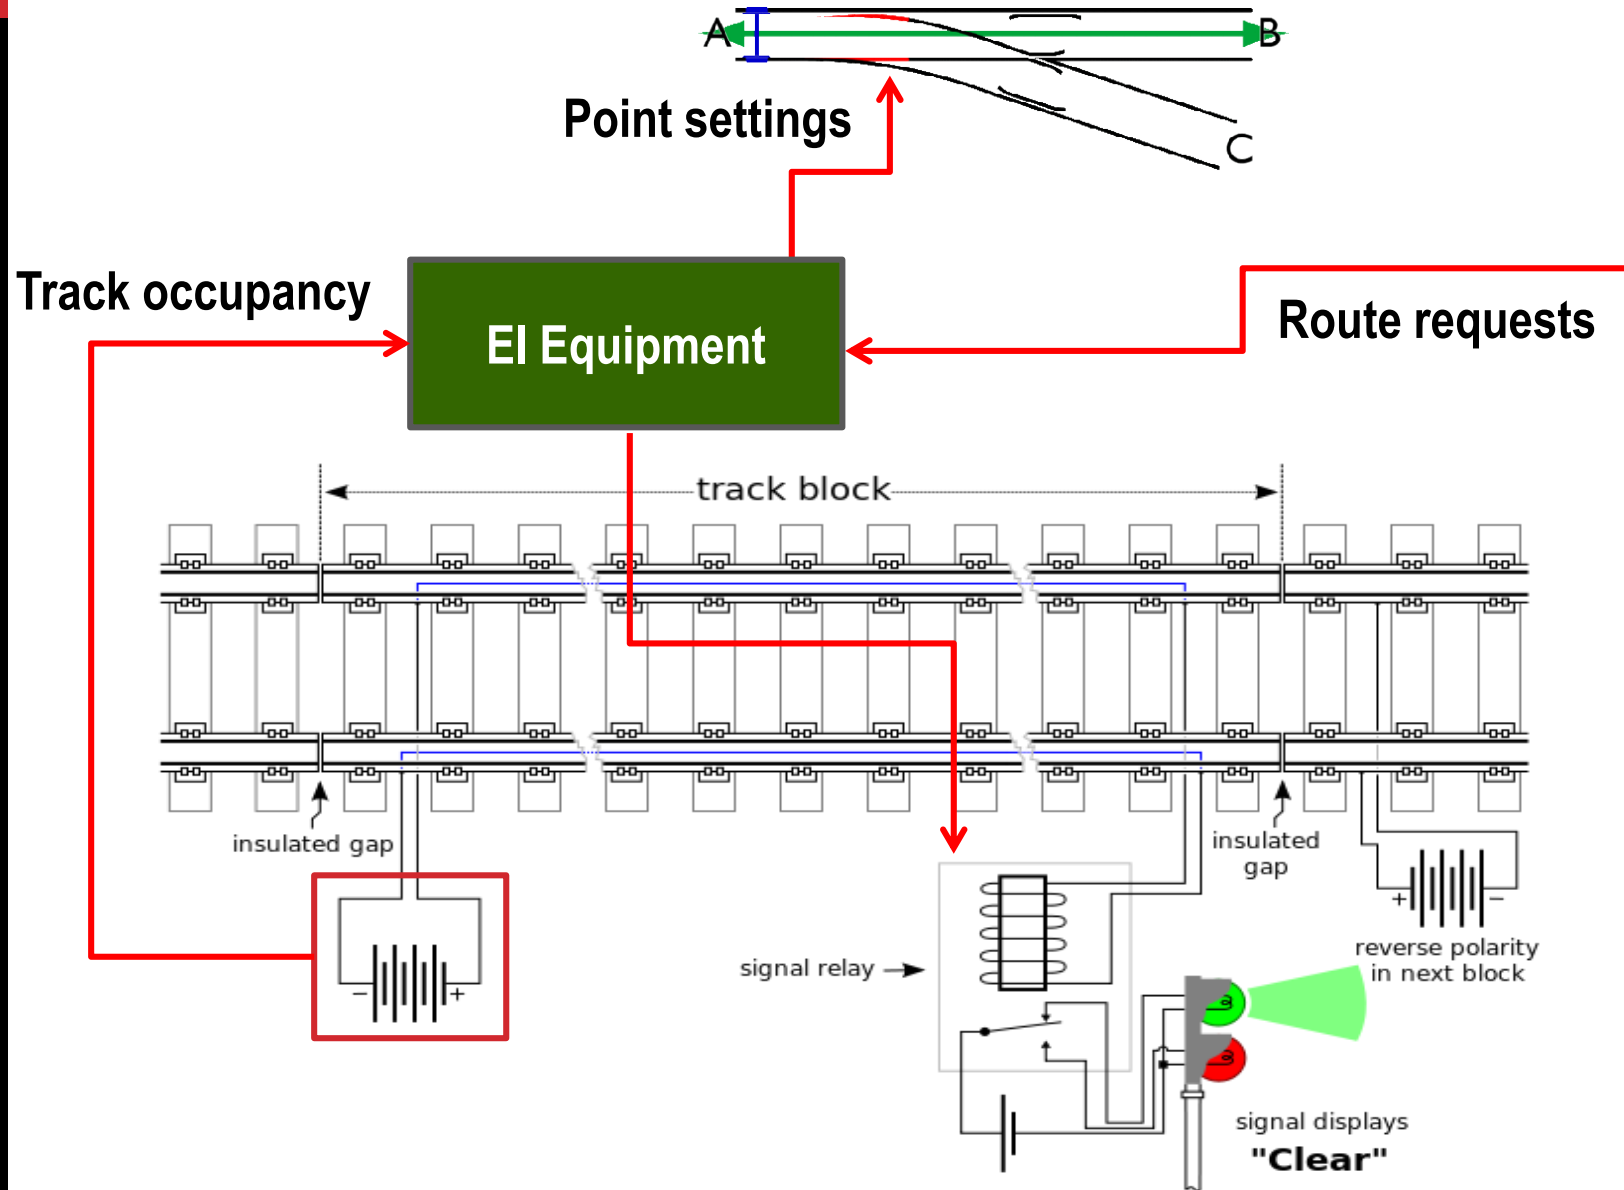 A
B
Point settings
C
Track occupancy
EI Equipment
Route requests
track block
insulated gap
insulated
gap
+
−
reverse polarity
in next block
signal relay
−
+
signal displays
"Clear"